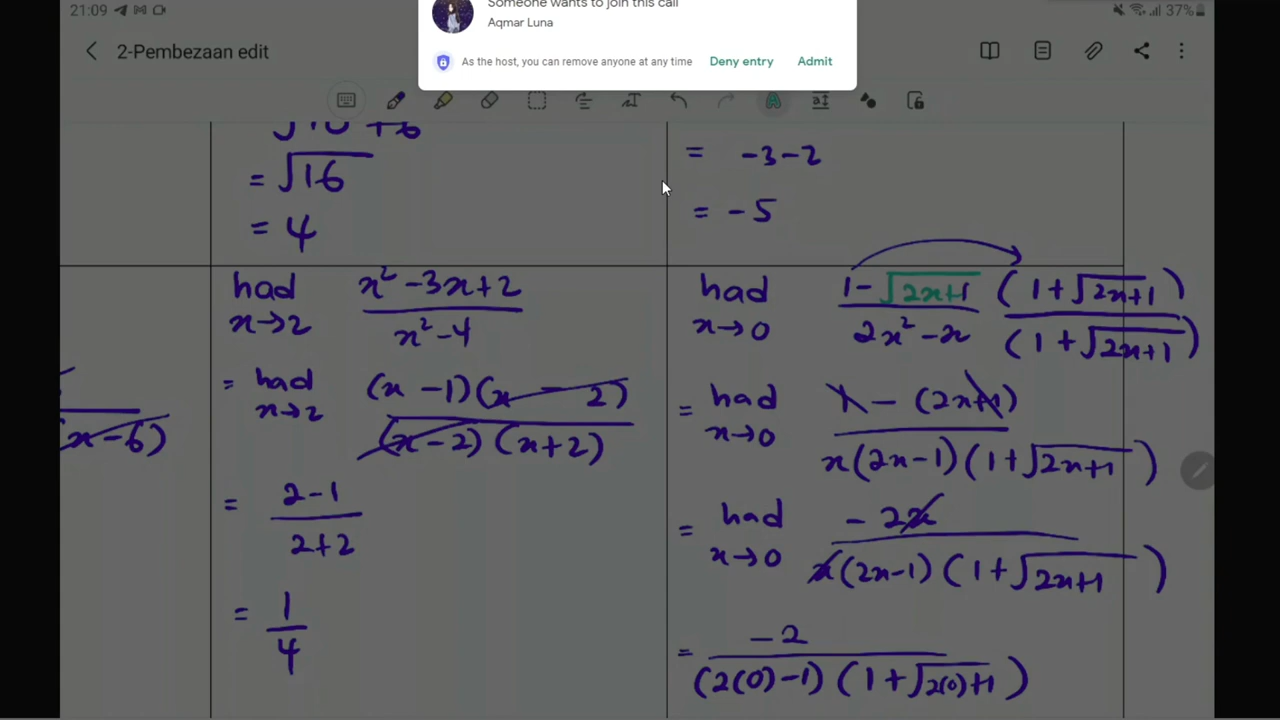 21:09
37%
Someone wants to join this call
Aqmar Luna
As the host, you can remove anyone at any time
Deny entry
Admit
2-Pembezaan edit
√10 + 6
= √16
= 4
= -3-2
= -5
(x-6)
had x→2 (x² -3x+2)/(x² -4)
= had x→2 (x -1)(x - 2)/(x-2)(x+2)
= (2-1)/(2+2)
= 1/4
had x→0 (1-√2x+1)/(2x² -x) (1+√2x+1)/(1+√2x+1)
= had x→0 (1 - (2x+1))/(x(2x-1)(1+√2x+1))
= had x→0 (-2x)/(x(2x-1)(1+√2x+1))
= -2/((2(0)-1)(1+√2(0)+1))